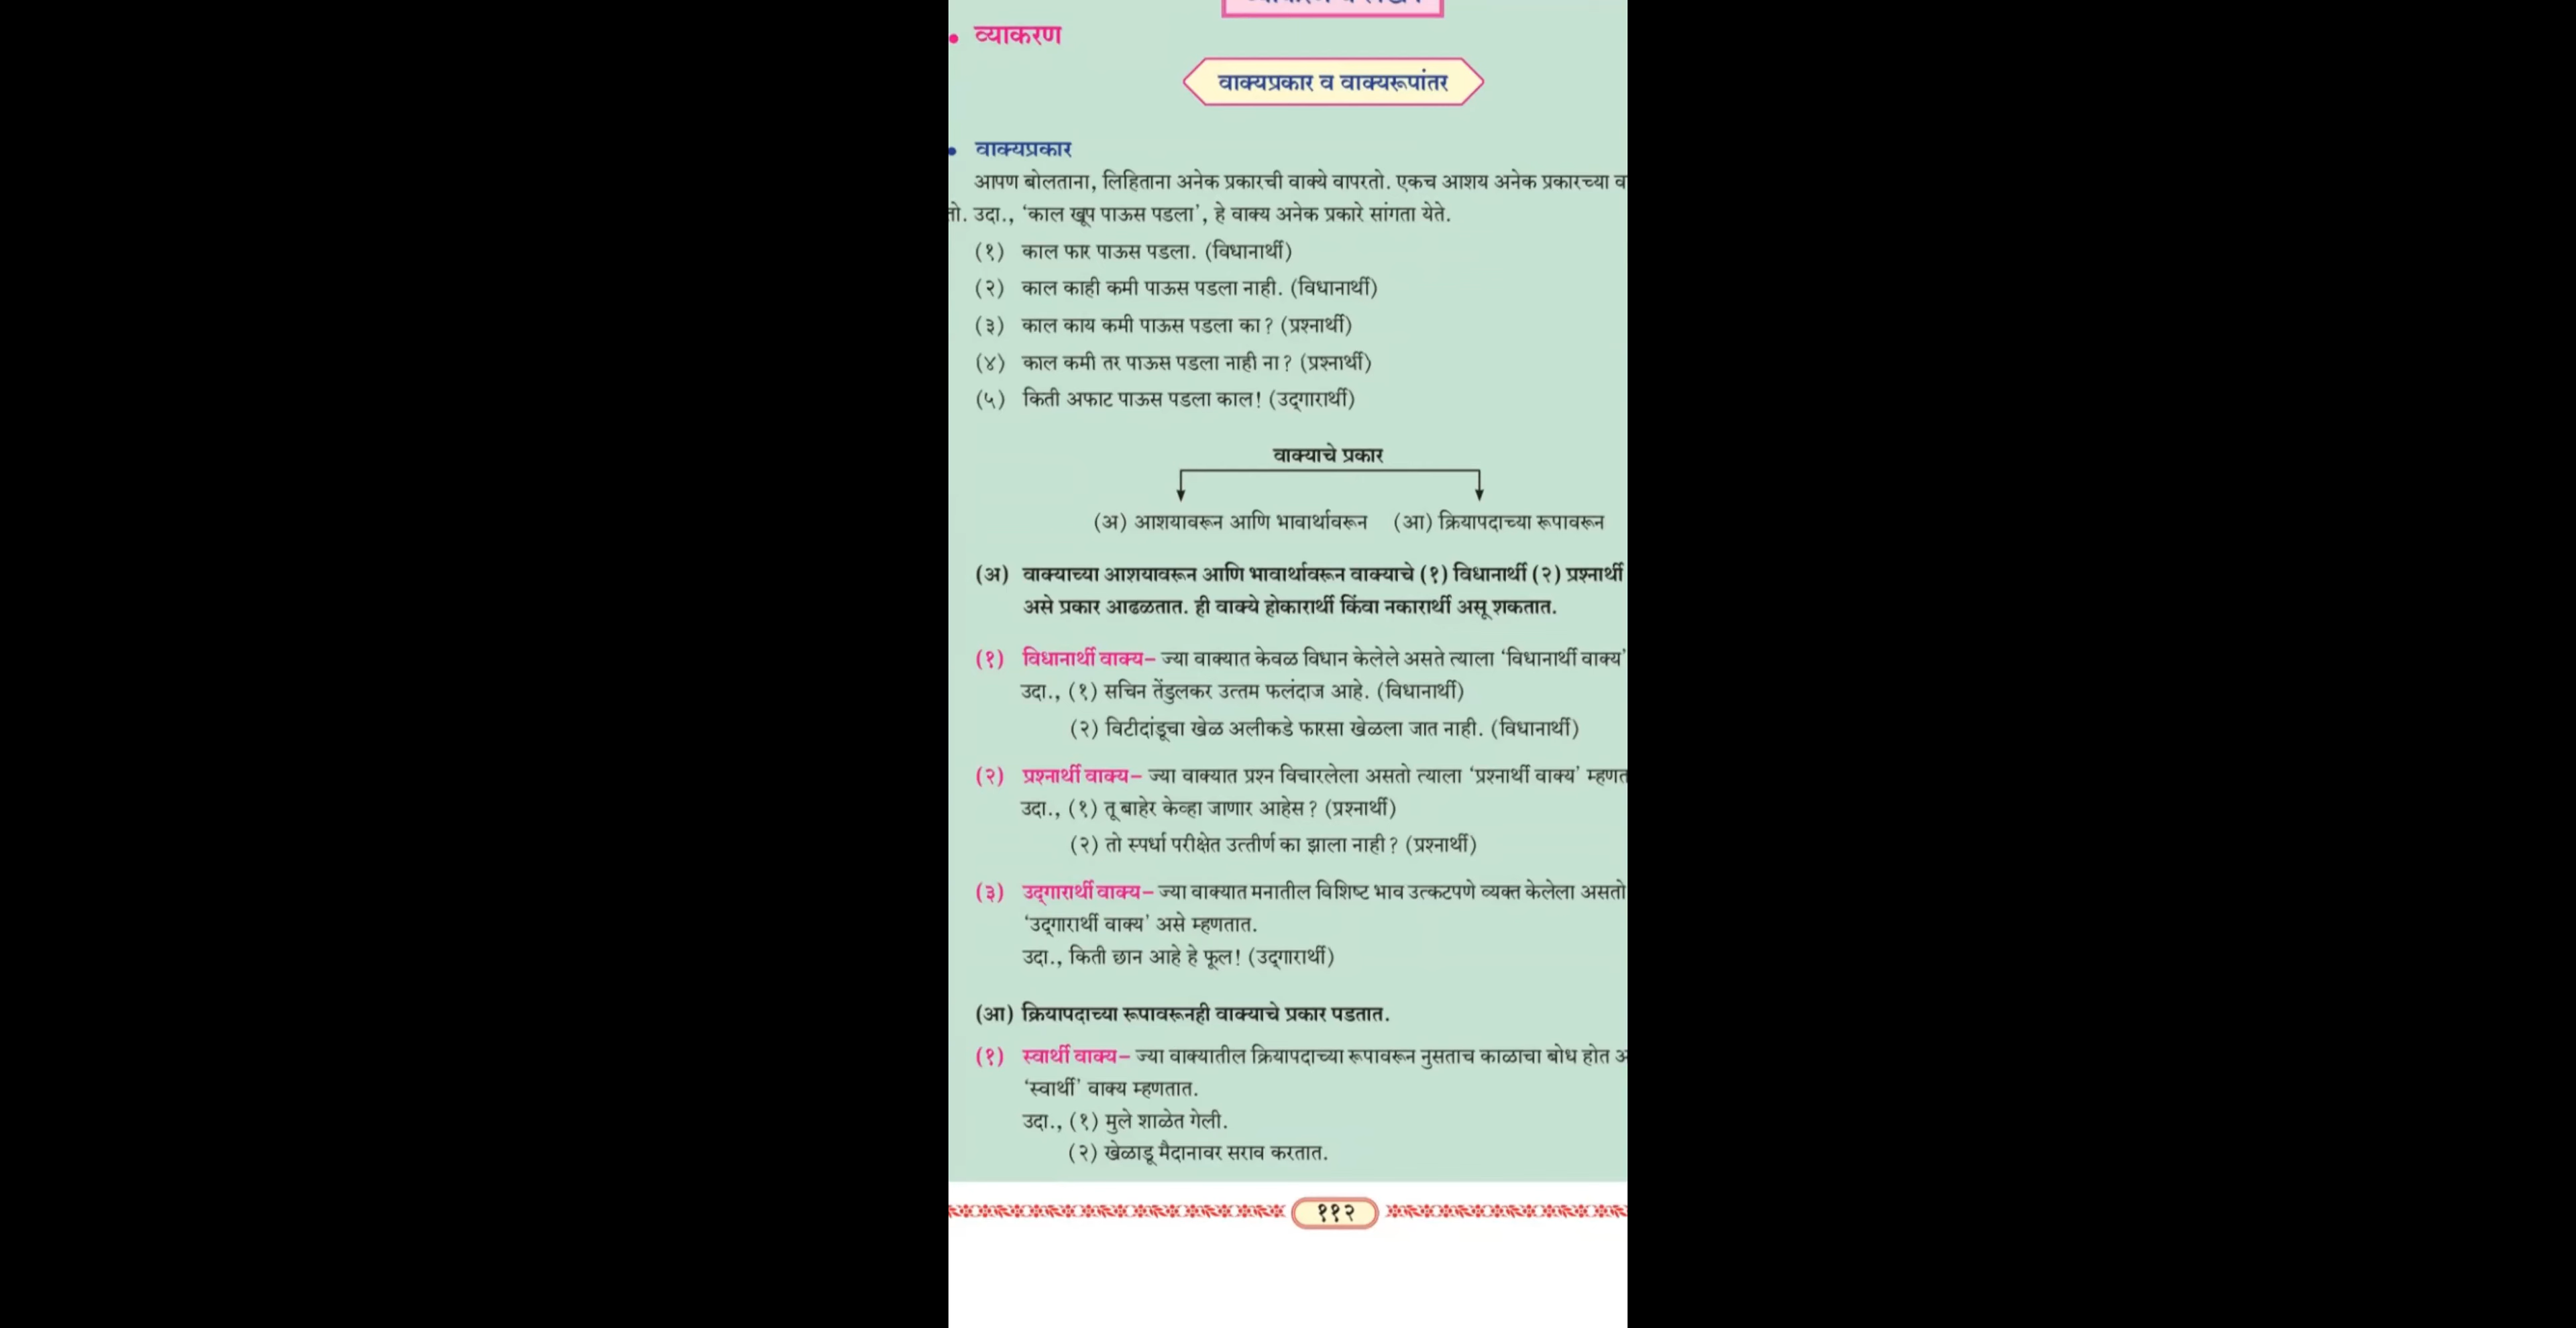 • व्याकरण
वाक्यप्रकार व वाक्यरूपांतर
• वाक्यप्रकार
आपण बोलताना, लिहिताना अनेक प्रकारची वाक्ये वापरतो. एकच आशय अनेक प्रकारच्या
उदा., ‘काल खूप पाऊस पडला’, हे वाक्य अनेक प्रकारे सांगता येते.
(१) काल फार पाऊस पडला. (विधानार्थी)
(२) काल काही कमी पाऊस पडला नाही. (विधानार्थी)
(३) काल काय कमी पाऊस पडला का? (प्रश्नार्थी)
(४) काल कमी तर पाऊस पडला नाही ना? (प्रश्नार्थी)
(५) किती अफाट पाऊस पडला काल! (उद्‌गारार्थी)
वाक्याचे प्रकार
(अ) आशयावरून आणि भावार्थावरून (आ) क्रियापदाच्या रूपावरून
(अ) वाक्याच्या आशयावरून आणि भावार्थावरून वाक्याचे (१) विधानार्थी (२) प्रश्नार्थी
असे प्रकार आढळतात. ही वाक्ये होकारार्थी किंवा नकारार्थी असू शकतात.
(१) विधानार्थी वाक्य– ज्या वाक्यात केवळ विधान केलेले असते त्याला ‘विधानार्थी वाक्य’
उदा., (१) सचिन तेंडुलकर उत्तम फलंदाज आहे. (विधानार्थी)
(२) विटीदांडूचा खेळ अलीकडे फारसा खेळला जात नाही. (विधानार्थी)
(२) प्रश्नार्थी वाक्य– ज्या वाक्यात प्रश्न विचारलेला असतो त्याला ‘प्रश्नार्थी वाक्य’
उदा., (१) तू बाहेर केव्हा जाणार आहेस? (प्रश्नार्थी)
(२) तो स्पर्धा परीक्षेत उत्तीर्ण का झाला नाही? (प्रश्नार्थी)
(३) उद्‌गारार्थी वाक्य– ज्या वाक्यात मनातील विशिष्ट भाव उत्कटपणे व्यक्त केलेला असतो
‘उद्‌गारार्थी वाक्य’ असे म्हणतात.
उदा., किती छान आहे हे फूल! (उद्‌गारार्थी)
(आ) क्रियापदाच्या रूपावरूनही वाक्याचे प्रकार पडतात.
(१) स्वार्थी वाक्य– ज्या वाक्यातील क्रियापदाच्या रूपावरून नुसताच काळाचा बोध होत
‘स्वार्थी’ वाक्य म्हणतात.
उदा., (१) मुले शाळेत गेली.
(२) खेळाडू मैदानावर सराव करतात.
११२